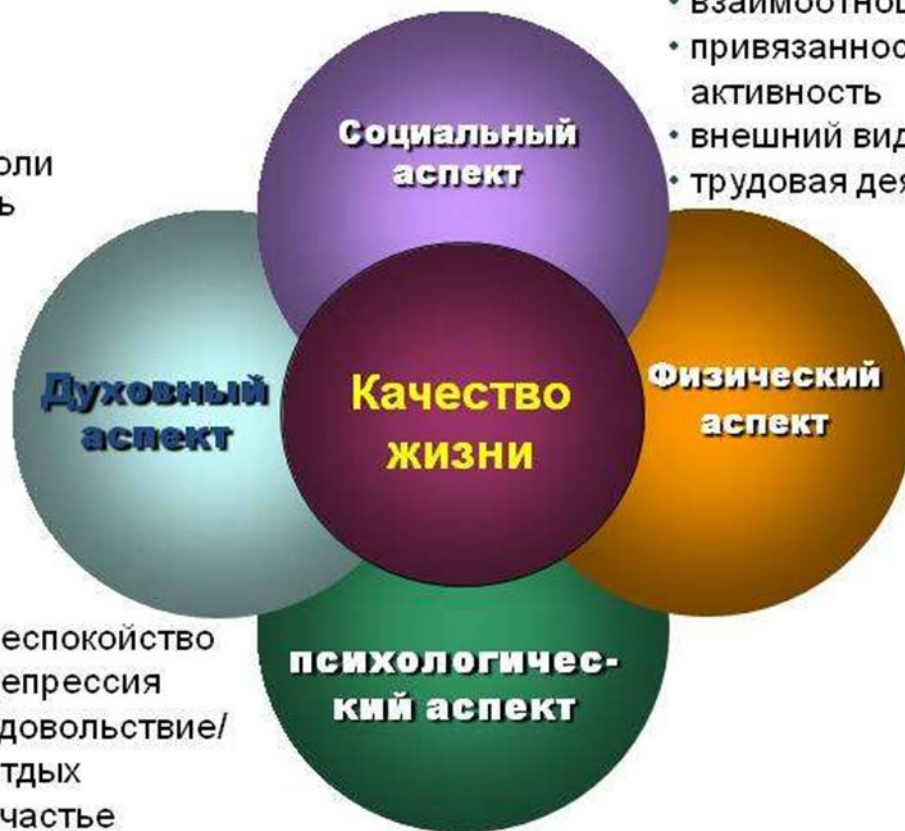 • привязаннос
активность
• внешний вид
• трудовая дея
Социальный
аспект
оли
ь
Духовный
аспект
Качество
жизни
Физический
аспект
еспокойство
епрессия
довольствие/
тдых
частье
психологичес-
кий аспект